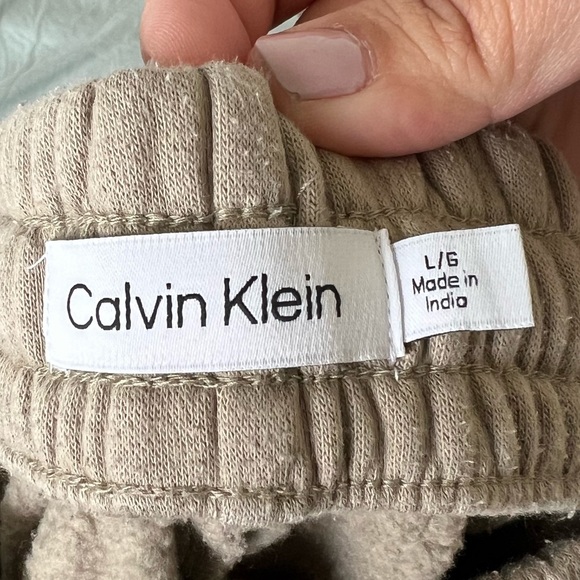 Calvin Klein
L/G
Made in
India